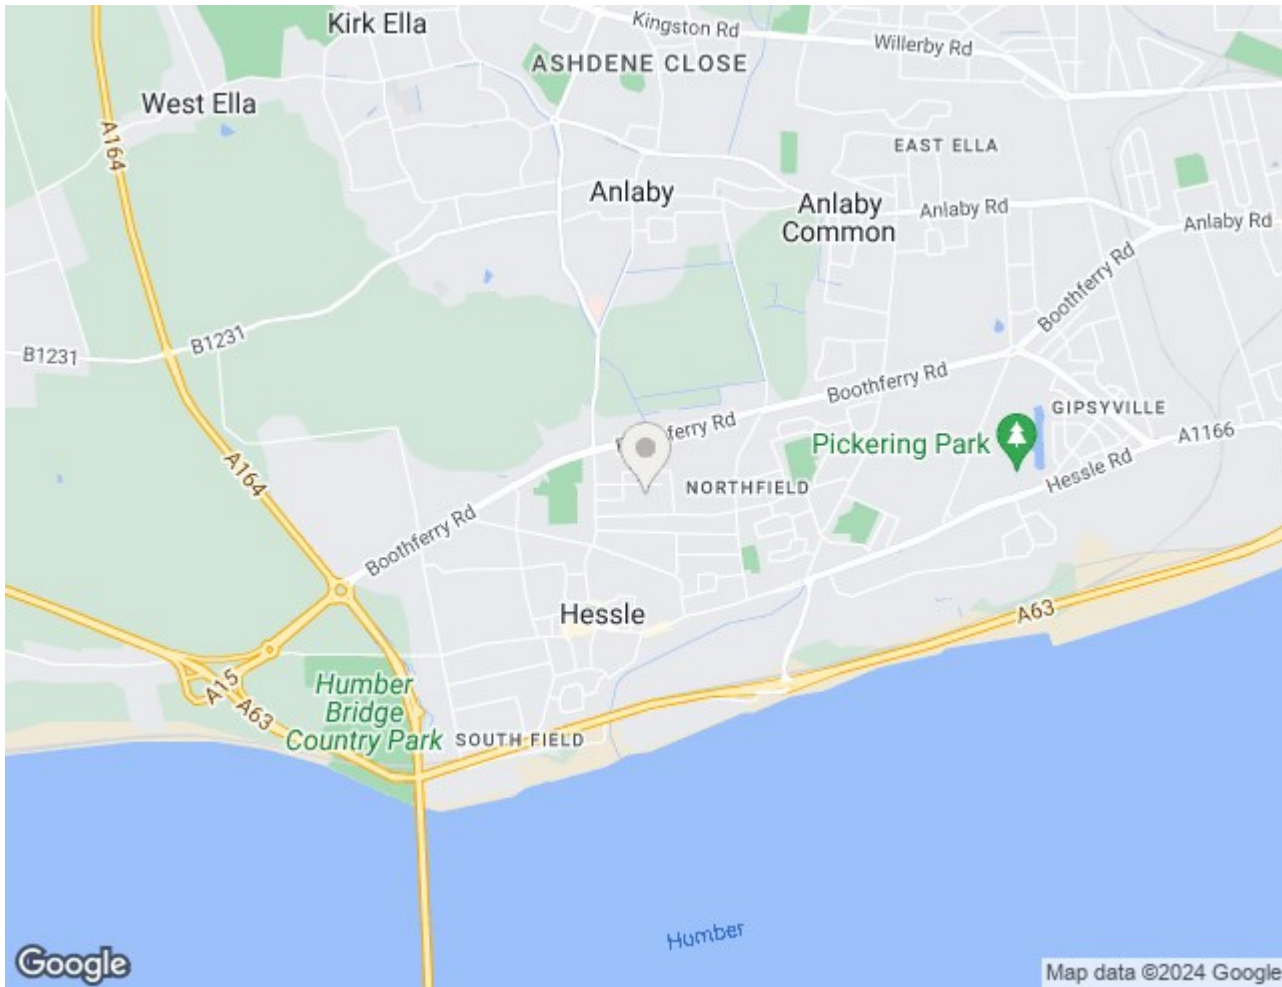 Kirk Ella
Kingston Rd
Willerby Rd
ASHDENE CLOSE
West Ella
A164
EAST ELLA
Anlaby
Anlaby
Common
Anlaby Rd
Anlaby Rd
Boothferry Rd
B1231
B1231
Boothferry Rd
GIPSYVILLE
ferry Rd
Pickering Park
A1166
Hessle Rd
A164
NORTHFIELD
Boothferry Rd
Hessle
A63
A15
A63
Humber
Bridge
Country Park
SOUTH FIELD
Humber
Google
Map data ©2024 Google